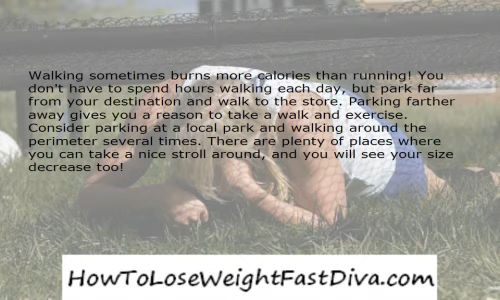 Walking sometimes burns more calories than running! You
don't have to spend hours walking each day, but park far
from your destination and walk to the store. Parking farther
away gives you a reason to take a walk and exercise.
Consider parking at a local park and walking around the
perimeter several times. There are plenty of places where
you can take a nice stroll around, and you will see your size
decrease too!
HowToLoseWeightFastDiva.com